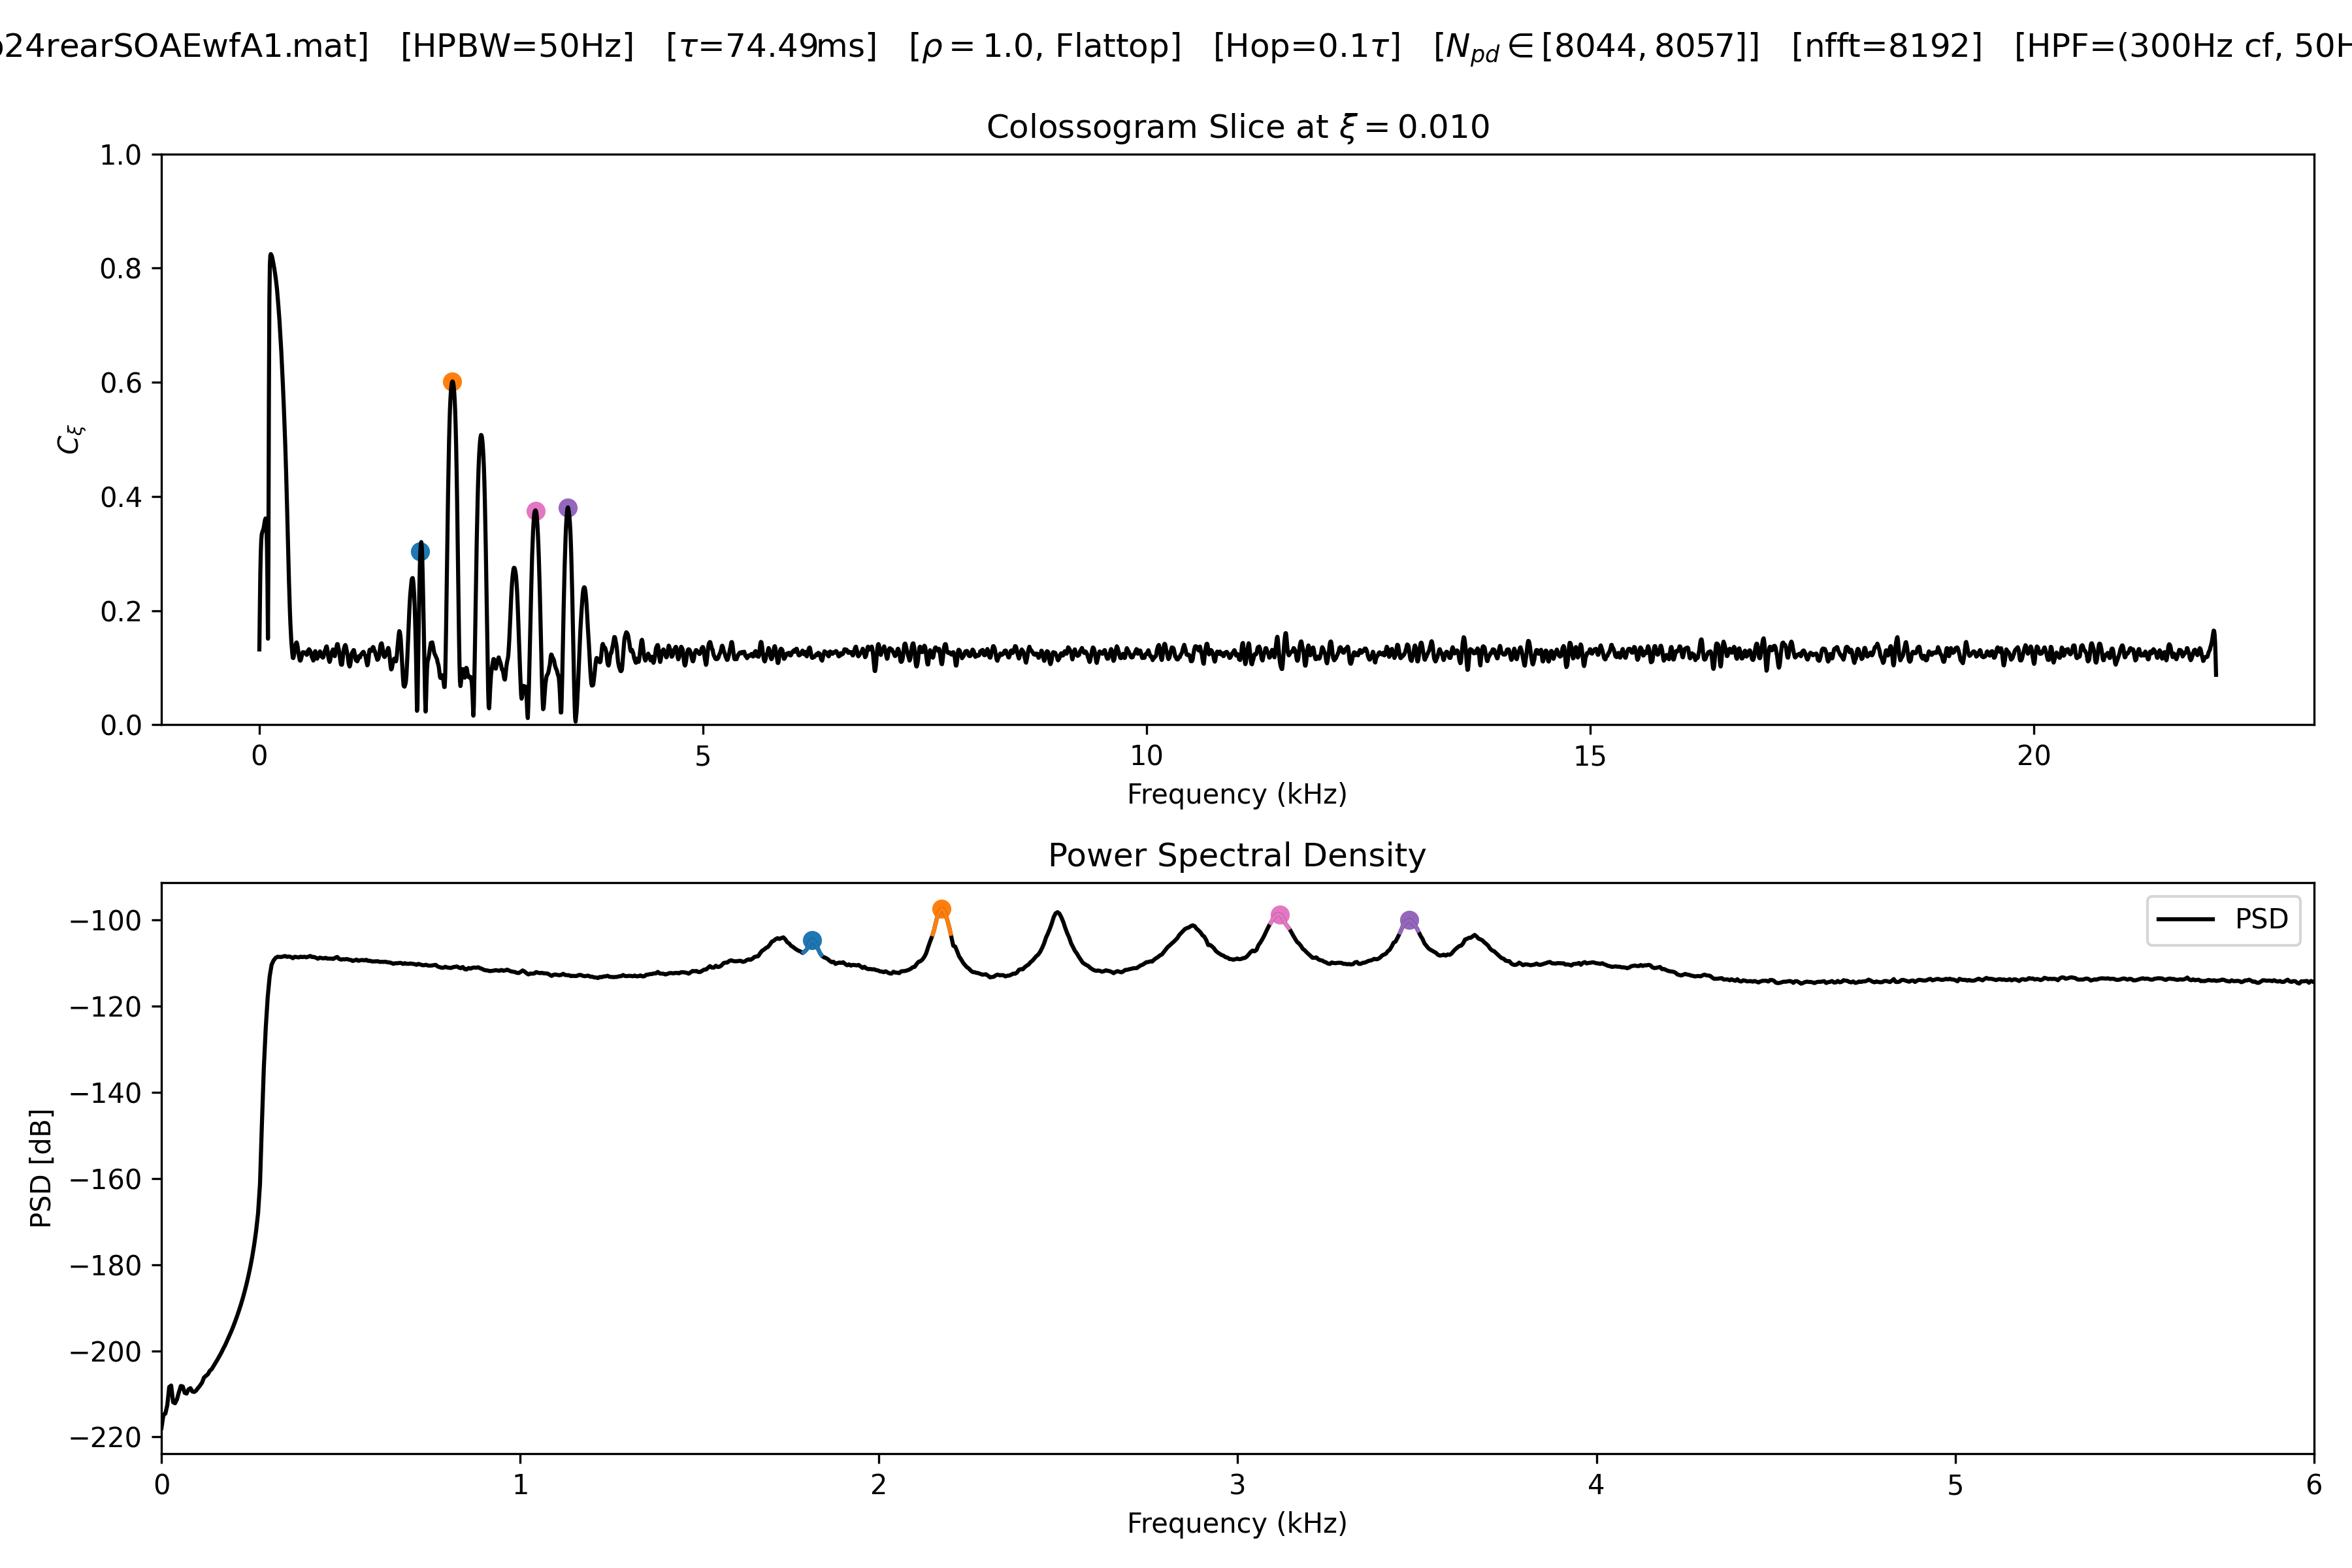 24rearSOAEwfA1.mat] [HPBW=50Hz] [τ=74.49ms] [ρ = 1.0, Flattop] [Hop=0.1τ] [N_pd ∈ [8044, 8057]] [nfft=8192] [HPF=(300Hz cf, 50H
Colossogram Slice at ξ = 0.010
1.0
0.8
0.6
0.4
0.2
0.0
C_ξ
0 5 10 15 20
Frequency (kHz)
Power Spectral Density
PSD
−100
−120
−140
−160
−180
−200
−220
PSD [dB]
0 1 2 3 4 5 6
Frequency (kHz)